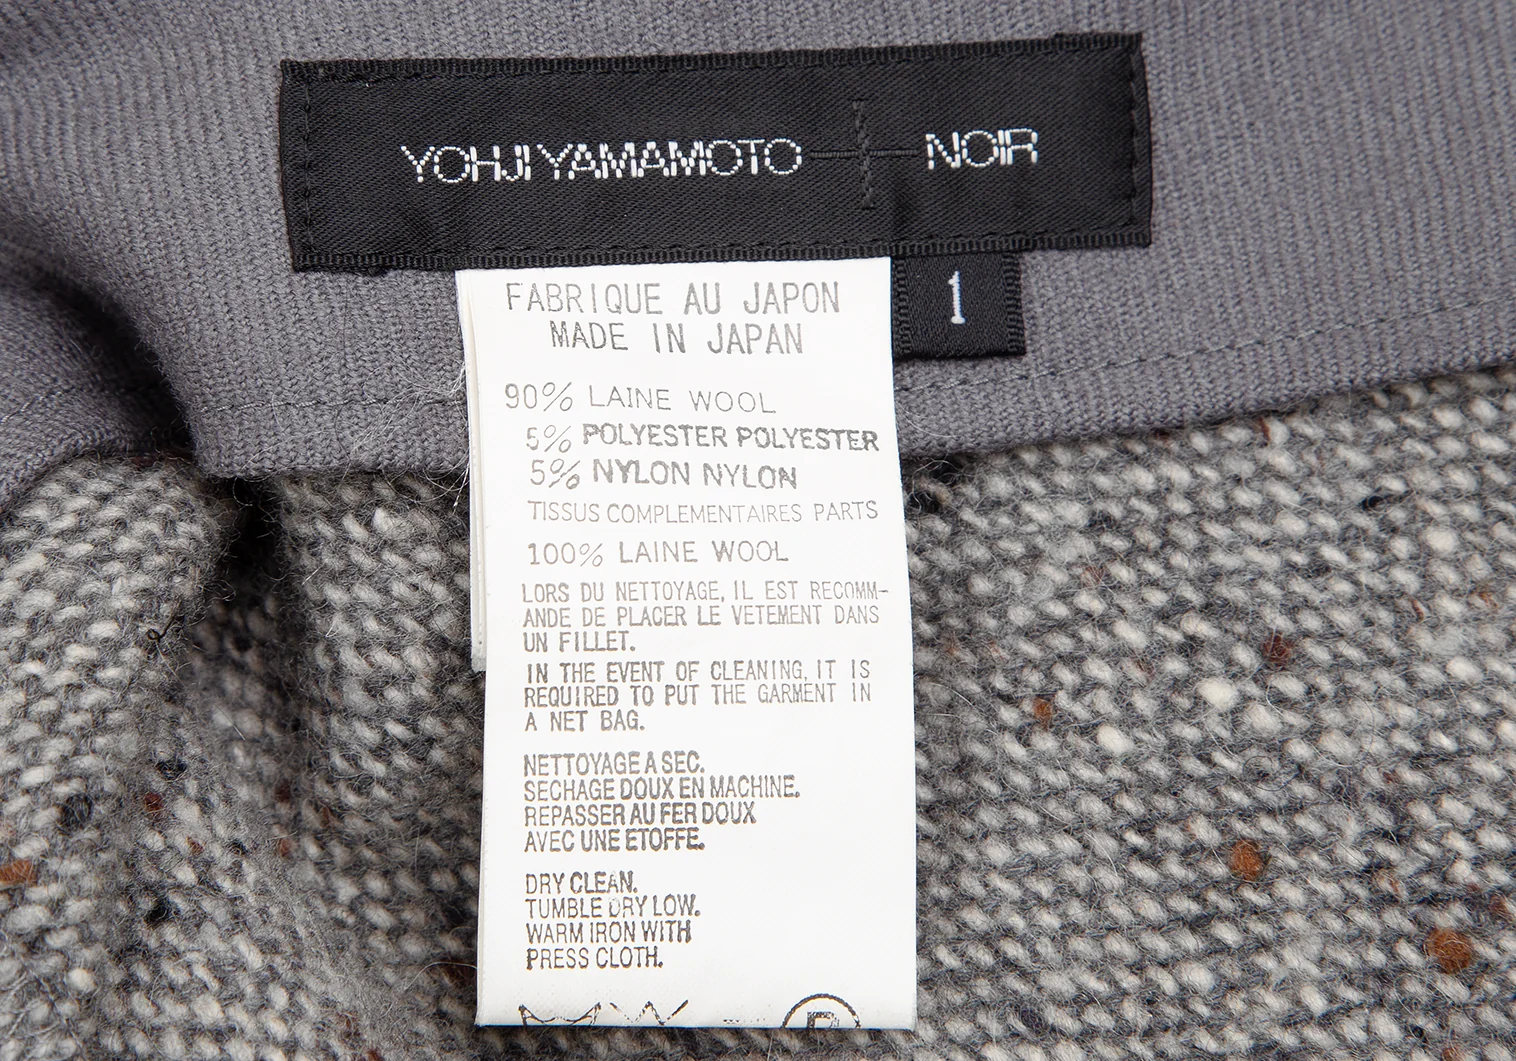 YOHJI YAMAMOTO NOIR
1
FABRIQUE AU JAPON
MADE IN JAPAN
90% LAINE WOOL
5% POLYESTER POLYESTER
5% NYLON NYLON
TISSUS COMPLEMENTAIRES PARTS
100% LAINE WOOL
LORS DU NETTOYAGE, IL EST RECOMM-
ANDE DE PLACER LE VETEMENT DANS
UN FILLET.
IN THE EVENT OF CLEANING, IT IS
REQUIRED TO PUT THE GARMENT IN
A NET BAG.
NETTOYAGE A SEC.
SECHAGE DOUX EN MACHINE.
REPASSER AU FER DOUX
AVEC UNE ETOFFE.
DRY CLEAN.
TUMBLE DRY LOW.
WARM IRON WITH
PRESS CLOTH.